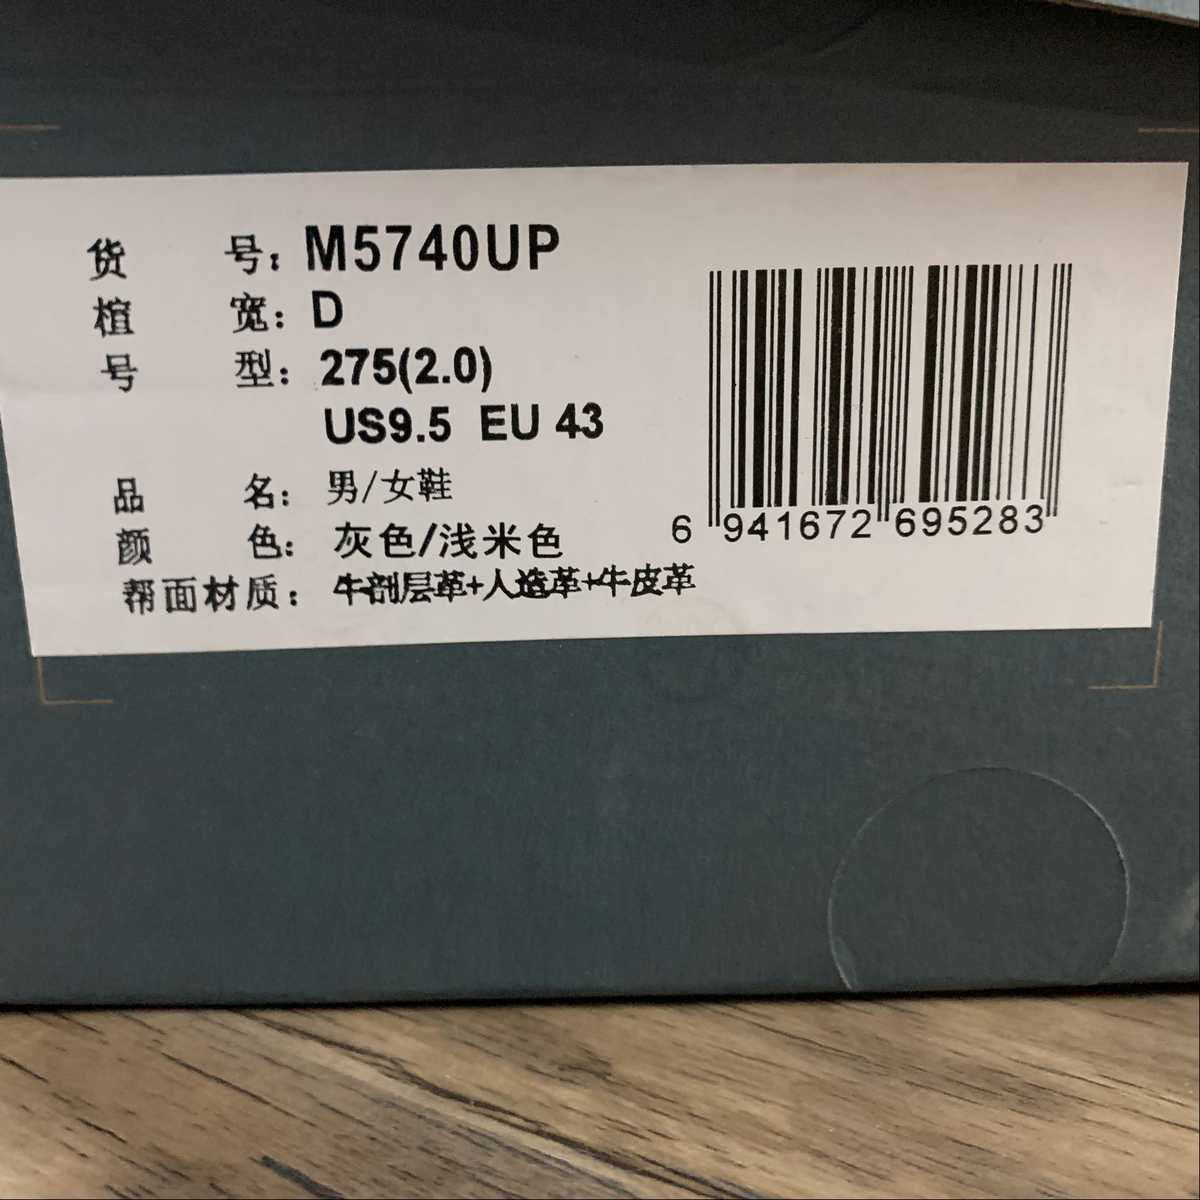 货 号：M5740UP
楦 宽：D
号 型：275(2.0)
US9.5 EU 43
品 名：男/女鞋
颜 色：灰色/浅米色
帮面材质：牛剖层革+人造革+牛皮革
6 941672 695283